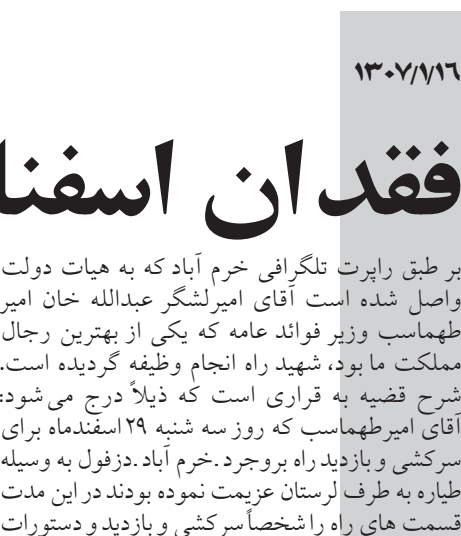 ۱۳۰۷/۱/۱۶
فقدان اسفنا
بر طبق راپرت تلگرافی خرم آباد که به هیات دولت
واصل شده است آقای امیرلشگر عبدالله خان امیر
طهماسب وزیر فوائد عامه که یکی از بهترین رجال
مملکت ما بود، شهید راه انجام وظیفه گردیده است.
شرح قضیه به قراری است که ذیلاً درج می شود:
آقای امیرطهماسب که روز سه شنبه ۲۹ اسفندماه برای
سرکشی و بازدید راه بروجرد.خرم آباد.دزفول به وسیله
طیاره به طرف لرستان عزیمت نموده بودند در این مدت
قسمت های راه را شخصاً سرکشی و بازدید و دستورات